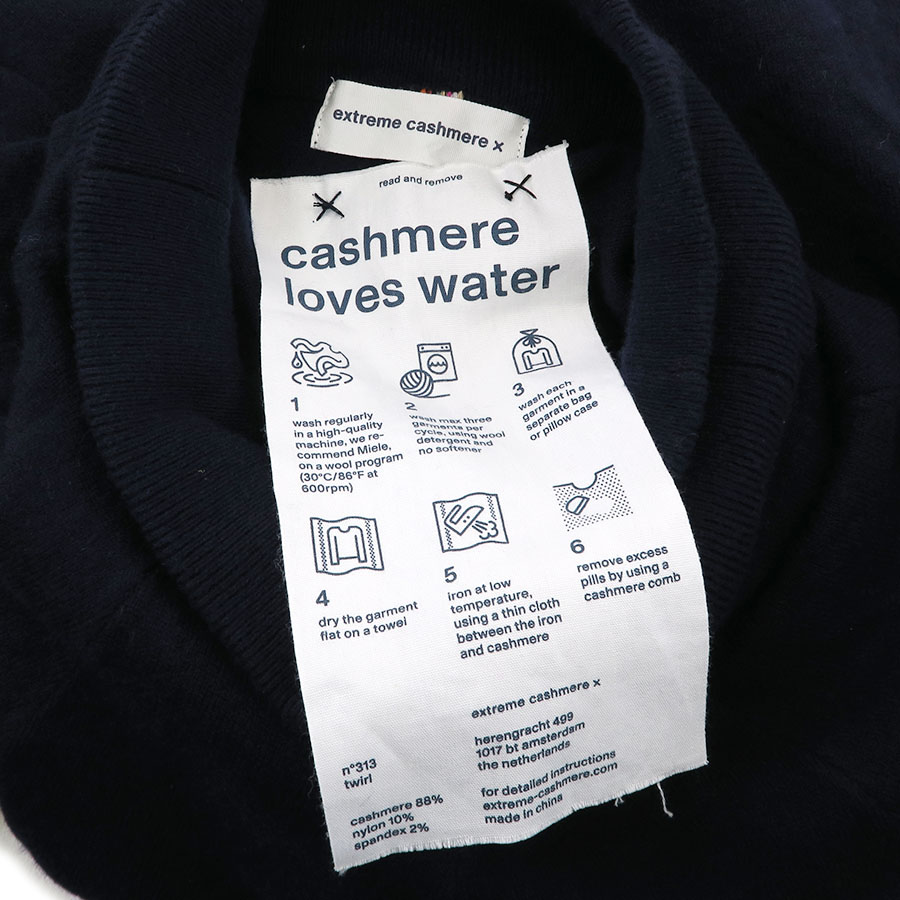 extreme cashmere x
read and remove
cashmere
loves water
1
wash regularly
in a high-quality
machine, we re-
commend Miele,
on a wool program
(30°C/86°F at
600rpm)
2
wash max three
garments per
cycle, using wool
detergent and
no softener
3
wash each
garment in a
separate bag
or pillow case
4
dry the garment
flat on a towel
5
iron at low
temperature,
using a thin cloth
between the iron
and cashmere
6
remove excess
pills by using a
cashmere comb
n°313
twirl
cashmere 88%
nylon 10%
spandex 2%
extreme cashmere x
herengracht 499
1017 bt amsterdam
the netherlands
for detailed instructions
extreme-cashmere.com
made in china